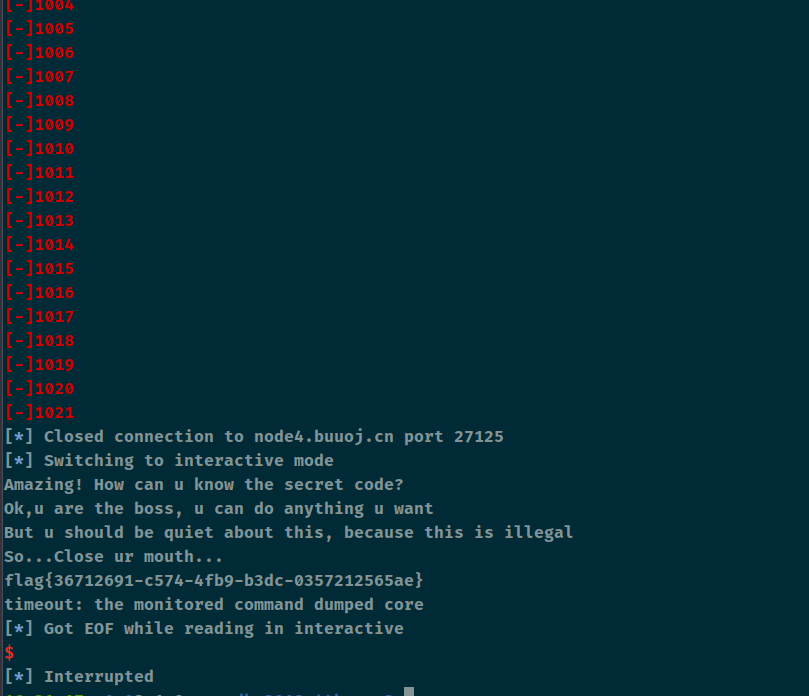 [-]1004
[-]1005
[-]1006
[-]1007
[-]1008
[-]1009
[-]1010
[-]1011
[-]1012
[-]1013
[-]1014
[-]1015
[-]1016
[-]1017
[-]1018
[-]1019
[-]1020
[-]1021
[*] Closed connection to node4.buuoj.cn port 27125
[*] Switching to interactive mode
Amazing! How can u know the secret code?
Ok,u are the boss, u can do anything u want
But u should be quiet about this, because this is illegal
So...Close ur mouth...
flag{36712691-c574-4fb9-b3dc-0357212565ae}
timeout: the monitored command dumped core
[*] Got EOF while reading in interactive
$
[*] Interrupted